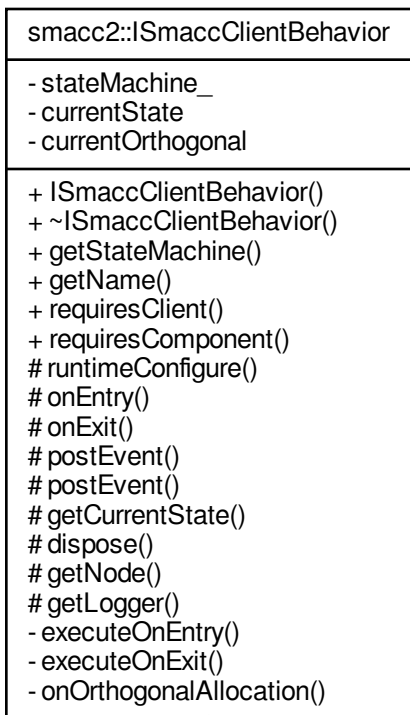 smacc2::ISmaccClientBehavior
- stateMachine_
- currentState
- currentOrthogonal
+ ISmaccClientBehavior()
+ ~ISmaccClientBehavior()
+ getStateMachine()
+ getName()
+ requiresClient()
+ requiresComponent()
# runtimeConfigure()
# onEntry()
# onExit()
# postEvent()
# postEvent()
# getCurrentState()
# dispose()
# getNode()
# getLogger()
- executeOnEntry()
- executeOnExit()
- onOrthogonalAllocation()